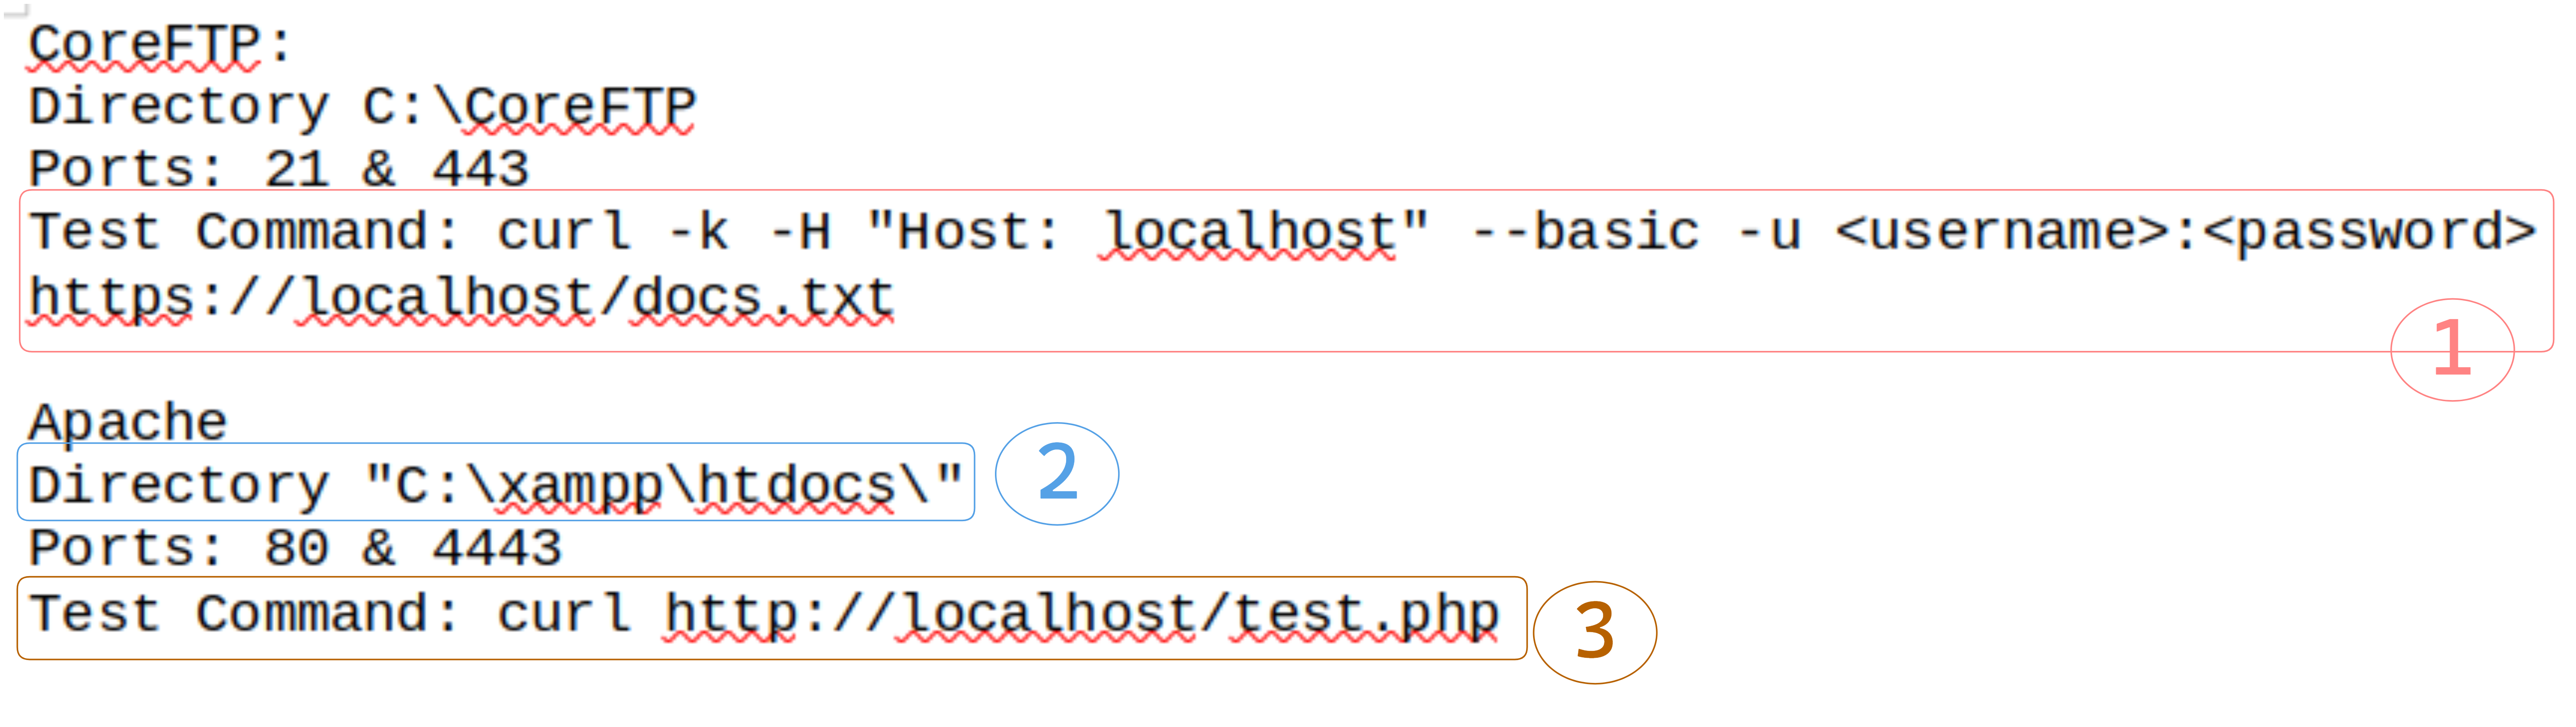 CoreFTP:
Directory C:\CoreFTP
Ports: 21 & 443
Test Command: curl -k -H "Host: localhost" --basic -u <username>:<password>
https://localhost/docs.txt
1
Apache
Directory "C:\xampp\htdocs\"
2
Ports: 80 & 4443
Test Command: curl http://localhost/test.php
3